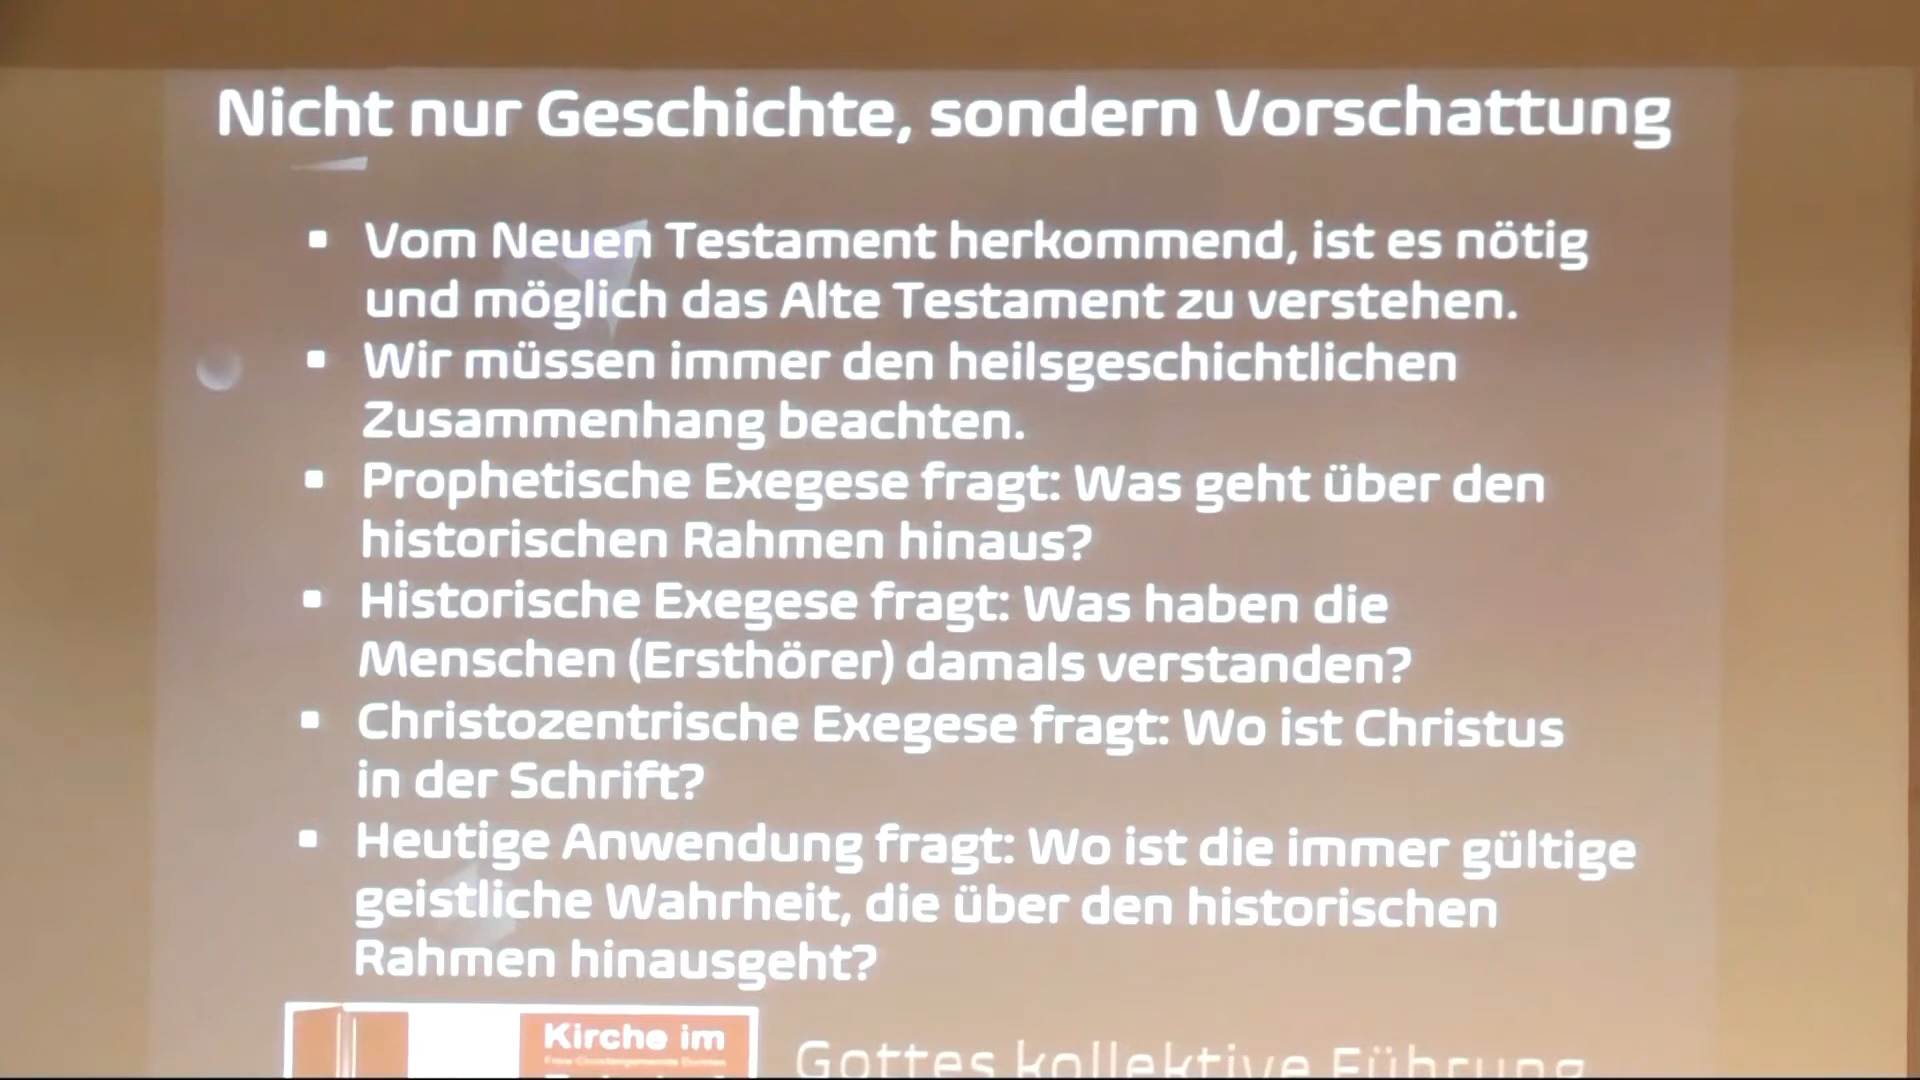 Nicht nur Geschichte, sondern Vorschattung
▪ Vom Neuen Testament herkommend, ist es nötig
und möglich das Alte Testament zu verstehen.
▪ Wir müssen immer den heilsgeschichtlichen
Zusammenhang beachten.
▪ Prophetische Exegese fragt: Was geht über den
historischen Rahmen hinaus?
▪ Historische Exegese fragt: Was haben die
Menschen (Ersthörer) damals verstanden?
▪ Christozentrische Exegese fragt: Wo ist Christus
in der Schrift?
▪ Heutige Anwendung fragt: Wo ist die immer gültige
geistliche Wahrheit, die über den historischen
Rahmen hinausgeht?
Kirche im
Gottes kollektive Führung